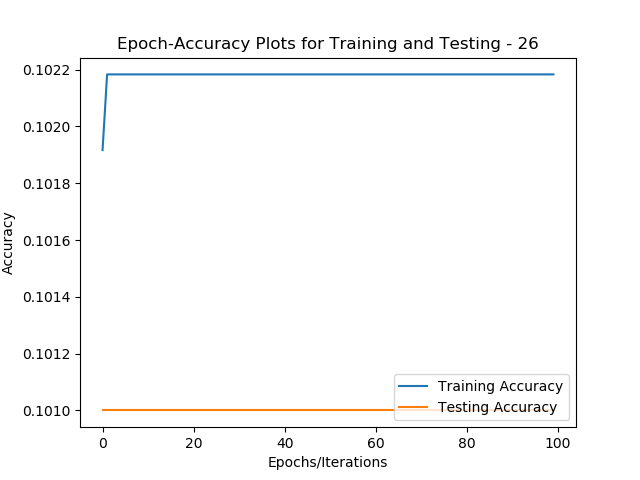 Epoch-Accuracy Plots for Training and Testing - 26
0.1022
0.1020
0.1018
0.1016
0.1014
0.1012
0.1010
Accuracy
Training Accuracy
Testing Accuracy
0 20 40 60 80 100
Epochs/Iterations